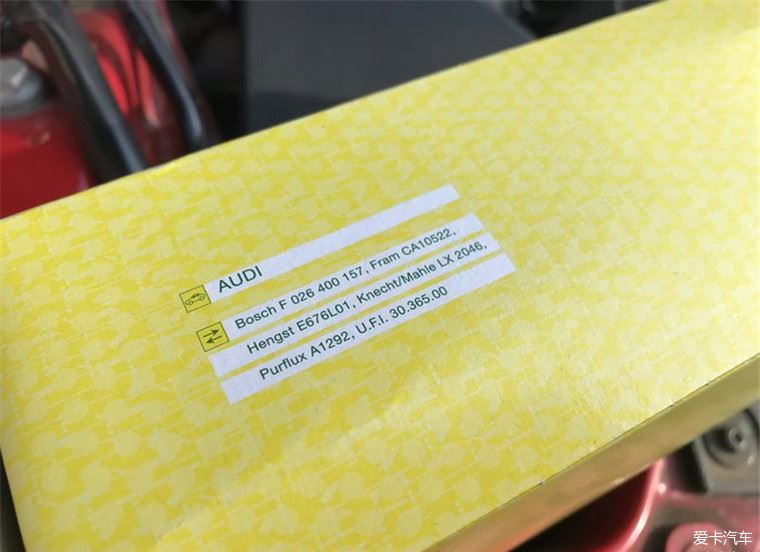 AUDI
Bosch F 026 400 157, Fram CA10522,
Hengst E676L01, Knecht/Mahle LX 2046,
Purflux A1292, U.F.I. 30.365.00
爱卡汽车